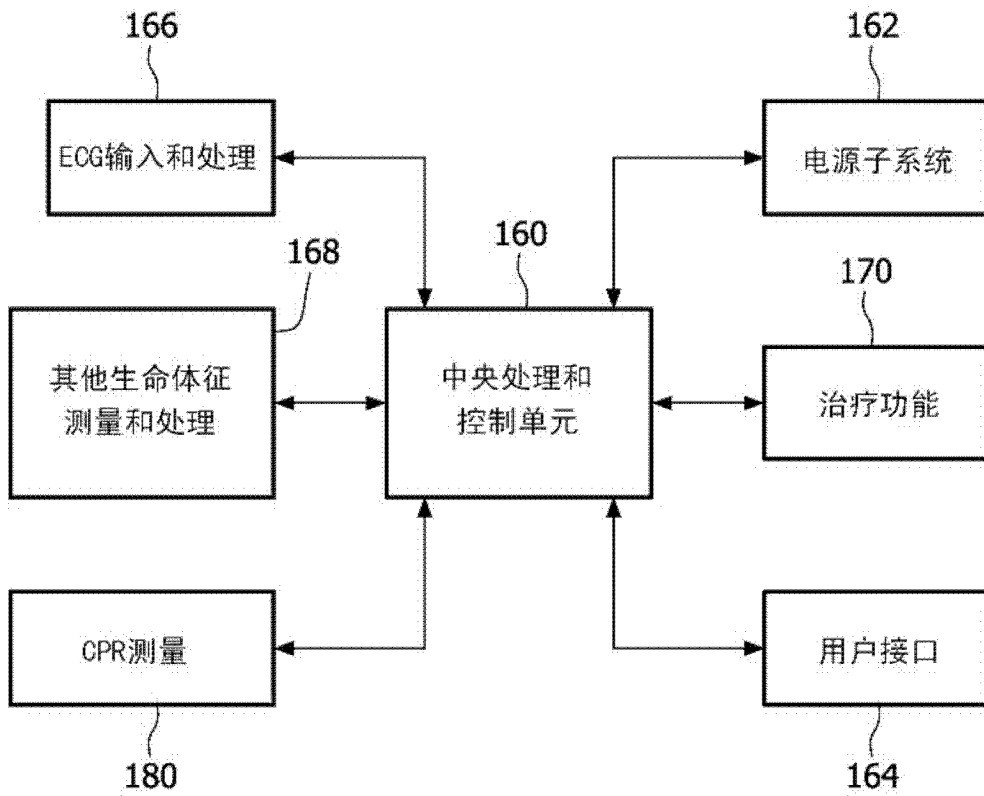 166
162
ECG输入和处理
电源子系统
168
160
170
其他生命体征
测量和处理
中央处理和
控制单元
治疗功能
CPR测量
用户接口
180
164